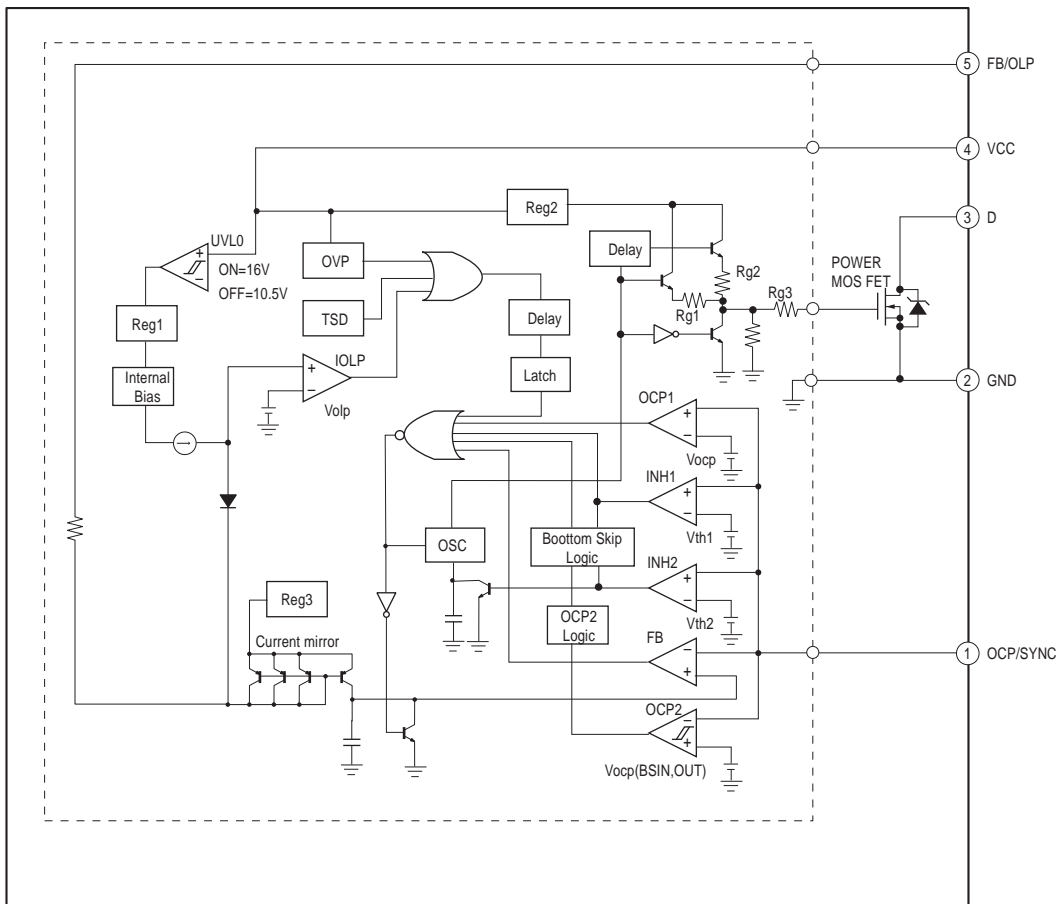 5 FB/OLP
4 VCC
3 D
Reg2
UVL0
ON=16V
OFF=10.5V
+
−
OVP
Delay
Rg2
POWER
MOS FET
Rg3
Reg1
TSD
Delay
Rg1
Internal
Bias
IOLP
+
−
Volp
Latch
2 GND
OCP1
+
−
Vocp
INH1
+
−
Vth1
OSC
Boottom Skip
Logic
INH2
+
−
Vth2
Reg3
OCP2
Logic
Current mirror
FB
−
+
1 OCP/SYNC
OCP2
−
+
Vocp(BSIN,OUT)